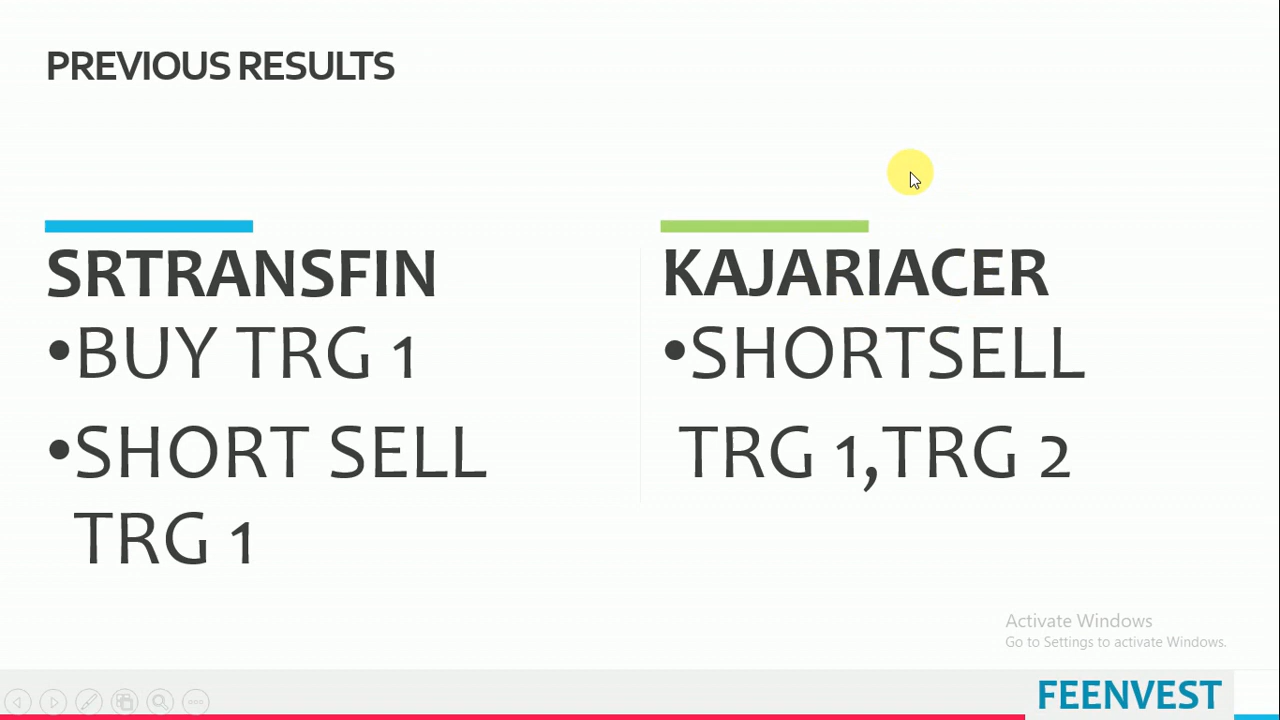 PREVIOUS RESULTS
SRTRANSFIN
•BUY TRG 1
•SHORT SELL
TRG 1
KAJARIACER
•SHORTSELL
TRG 1,TRG 2
Activate Windows
Go to Settings to activate Windows.
FEENVEST